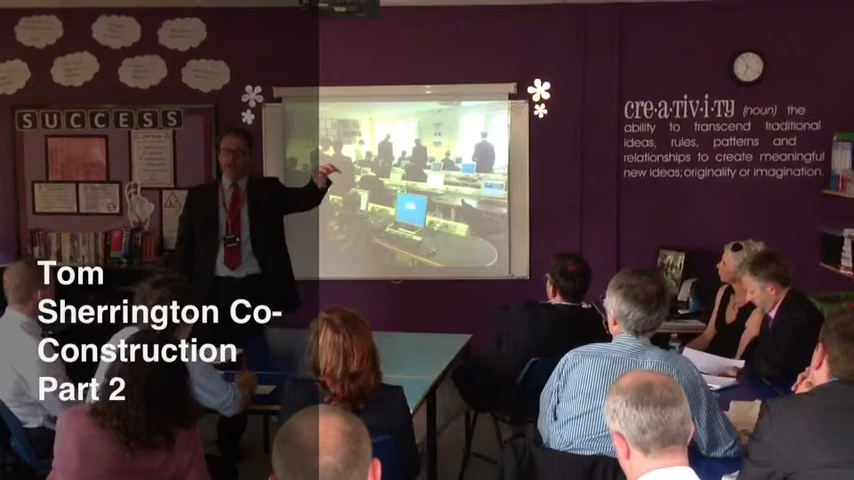 SUCCESS
cre·a·tiv·i·ty (noun) the
ability to transcend traditional
ideas, rules, patterns and
relationships to create meaningful
new ideas;originality or imagination.
Tom
Sherrington Co-
Construction
Part 2